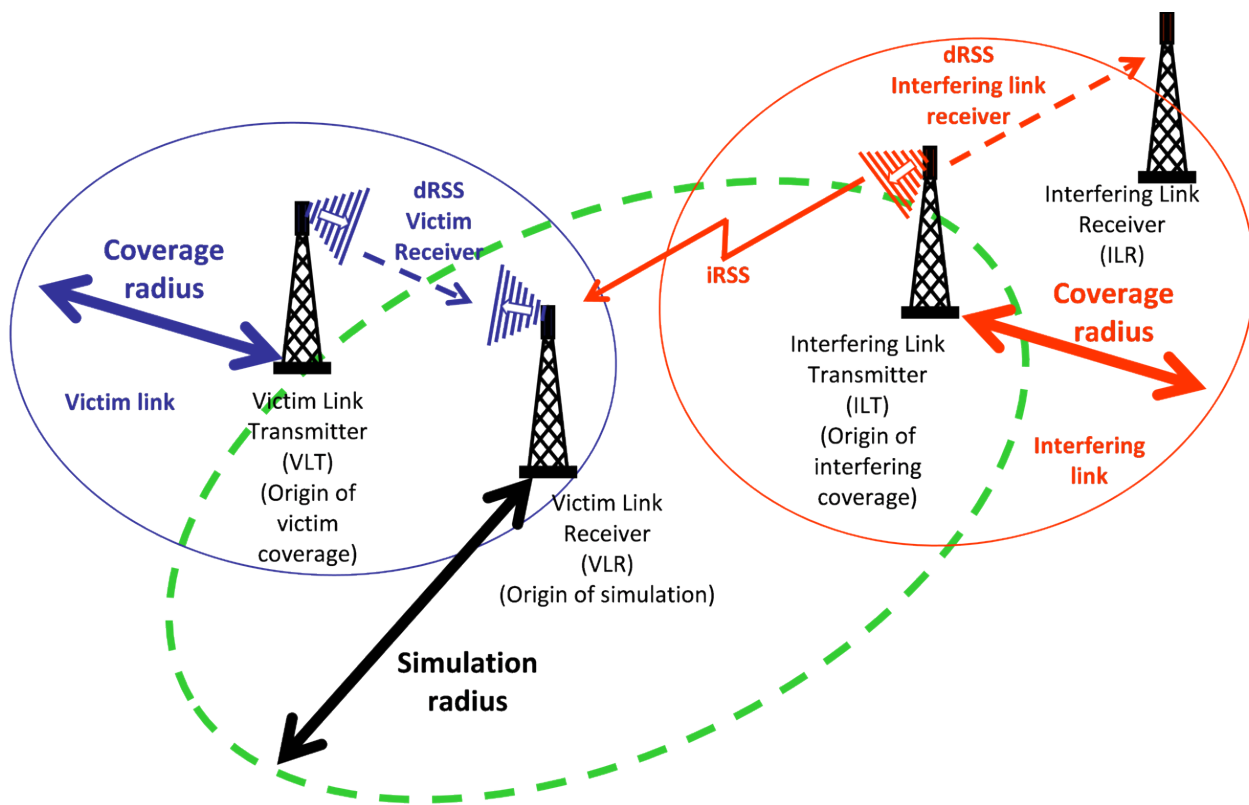 dRSS
Interfering link
receiver
Interfering Link
Receiver
(ILR)
dRSS
Victim
Receiver
Coverage
radius
iRSS
Coverage
radius
Victim link
Victim Link
Transmitter
(VLT)
(Origin of
victim
coverage)
Interfering Link
Transmitter
(ILT)
(Origin of
interfering
coverage)
Interfering
link
Victim Link
Receiver
(VLR)
(Origin of simulation)
Simulation
radius